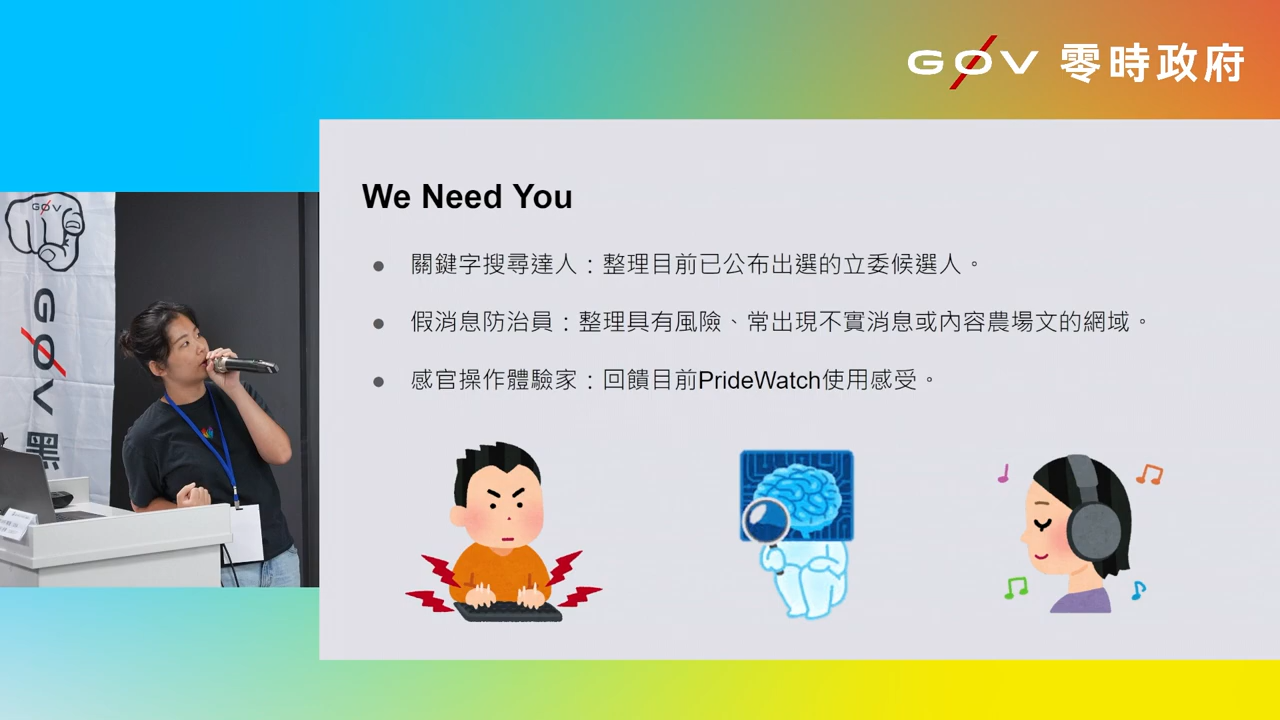 GØV 零時政府
We Need You
關鍵字搜尋達人：整理目前已公布出選的立委候選人。
假消息防治員：整理具有風險、常出現不實消息或內容農場文的網域。
感官操作體驗家：回饋目前PrideWatch使用感受。
GØV
GØV 黑